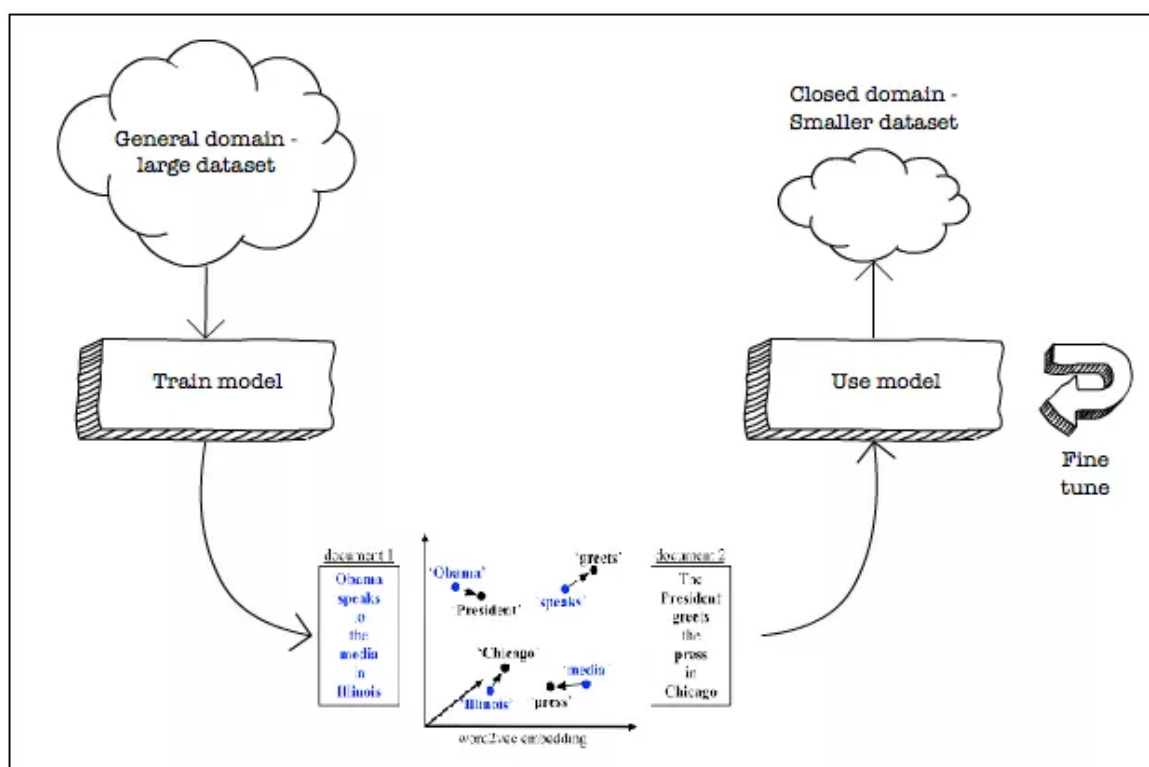 General domain -
large dataset
Closed domain -
Smaller dataset
Train model
Use model
Fine
tune
document 1
Obama
speaks
to
the
media
in
Illinois
'Obama'
'President'
'greets'
'speaks'
'Chicago'
'Illinois'
'media'
'press'
word2vec embedding
document 2
The
President
greets
the
press
in
Chicago